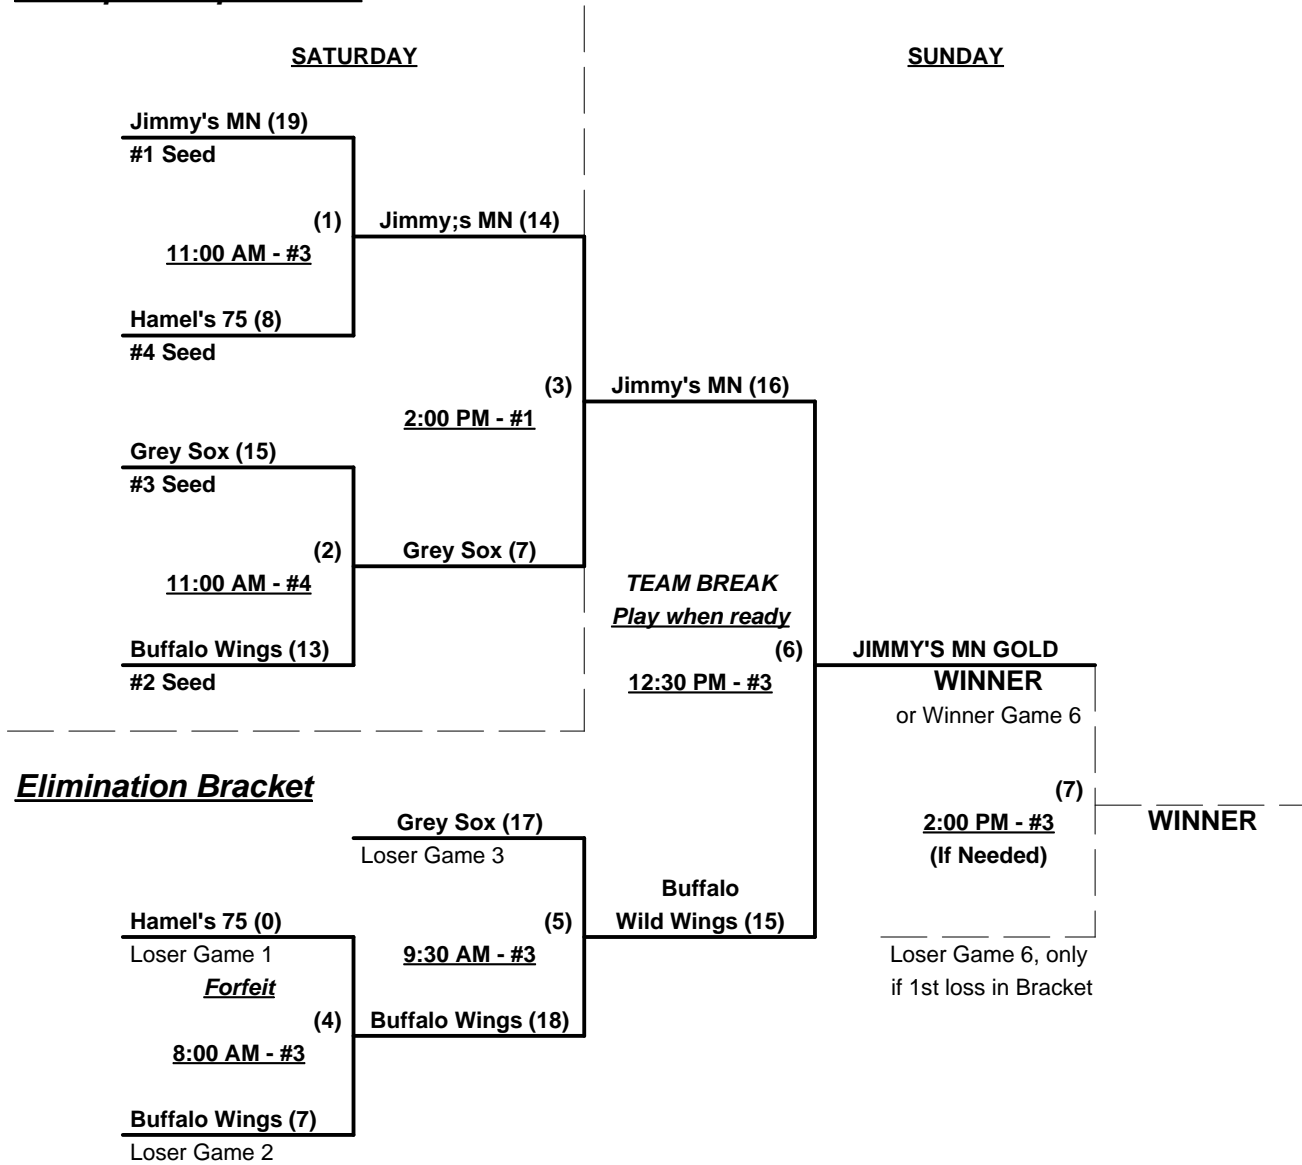 SATURDAY
SUNDAY
Jimmy's MN (19)
#1 Seed
(1)
Jimmy;s MN (14)
11:00 AM - #3
Hamel's 75 (8)
#4 Seed
(3)
Jimmy's MN (16)
2:00 PM - #1
Grey Sox (15)
#3 Seed
(2)
Grey Sox (7)
11:00 AM - #4
TEAM BREAK
Play when ready
Buffalo Wings (13)
#2 Seed
(6)
12:30 PM - #3
JIMMY'S MN GOLD
WINNER
or Winner Game 6
Elimination Bracket
(7)
2:00 PM - #3
(If Needed)
WINNER
Grey Sox (17)
Loser Game 3
Buffalo
Wild Wings (15)
Hamel's 75 (0)
Loser Game 1
Forfeit
(5)
9:30 AM - #3
Loser Game 6, only
if 1st loss in Bracket
(4)
Buffalo Wings (18)
8:00 AM - #3
Buffalo Wings (7)
Loser Game 2